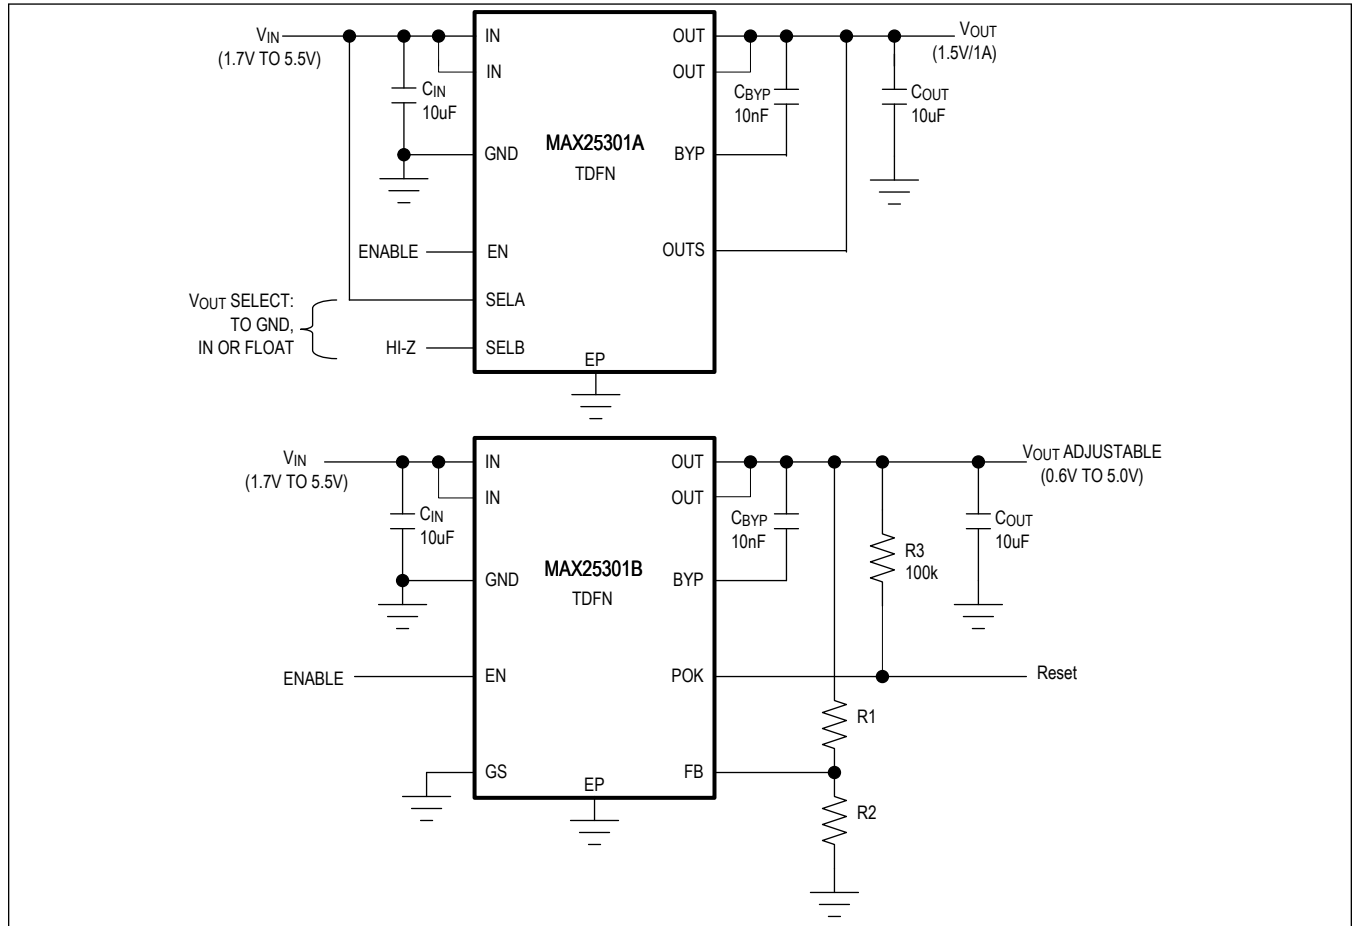 VIN
(1.7V TO 5.5V)
IN
IN
CIN
10uF
GND
MAX25301A
TDFN
OUT
OUT
CBYP
10nF
BYP
VOUT
(1.5V/1A)
COUT
10uF
ENABLE
EN
OUTS
VOUT SELECT:
TO GND,
IN OR FLOAT
SELA
HI-Z
SELB
EP
VIN
(1.7V TO 5.5V)
IN
IN
CIN
10uF
GND
MAX25301B
TDFN
OUT
OUT
CBYP
10nF
BYP
VOUT ADJUSTABLE
(0.6V TO 5.0V)
R3
100k
COUT
10uF
ENABLE
EN
POK
Reset
R1
GS
FB
EP
R2